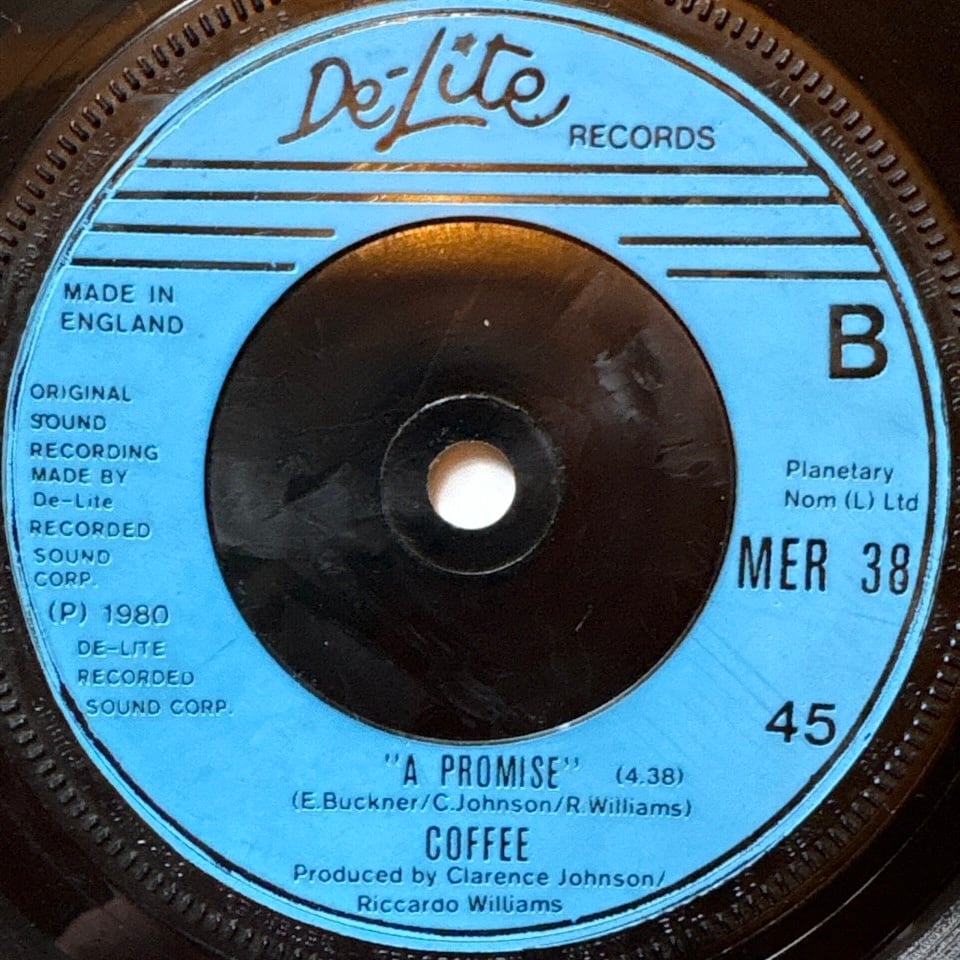 De-Lite
RECORDS
MADE IN
ENGLAND
B
ORIGINAL
SOUND
RECORDING
MADE BY
De-Lite
RECORDED
SOUND
CORP.
(P) 1980
DE-LITE
RECORDED
SOUND CORP.
Planetary
Nom (L) Ltd
MER 38
45
"A PROMISE" (4.38)
(E.Buckner/C.Johnson/R.Williams)
COFFEE
Produced by Clarence Johnson/
Riccardo Williams